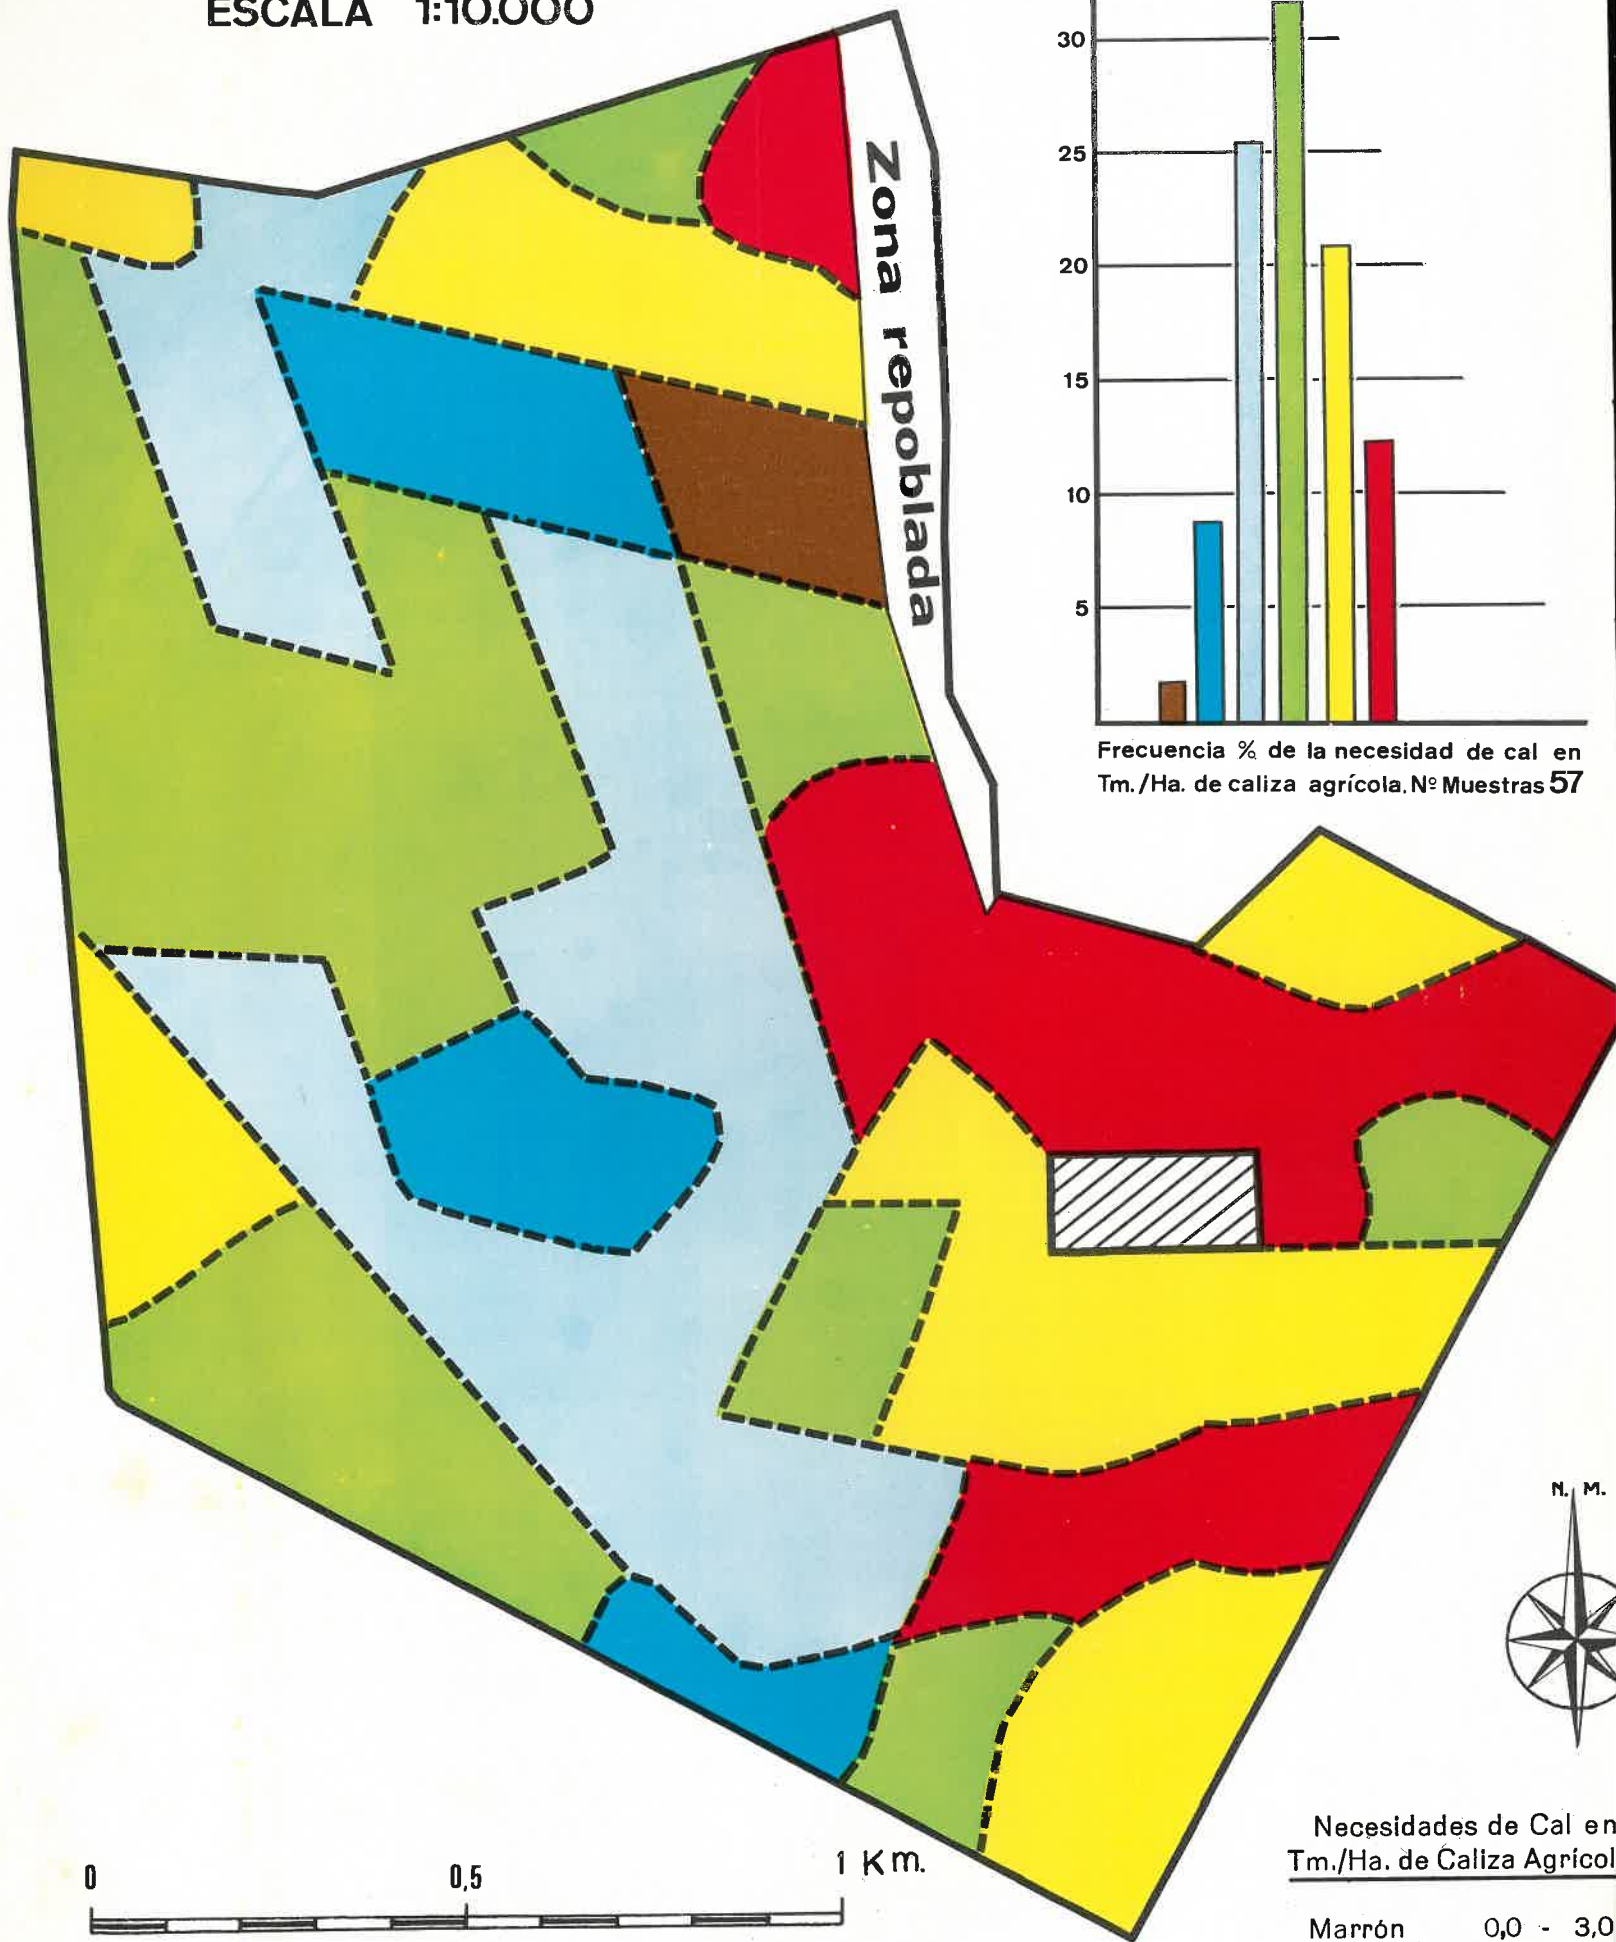 ESCALA 1:10.000
30
25
20
15
10
5
Frecuencia % de la necesidad de cal en
Tm./Ha. de caliza agrícola. Nº Muestras 57
Zona repoblada
N. M.
0 0,5 1 Km.
Necesidades de Cal en
Tm./Ha. de Caliza Agrícol
Marrón 0,0 - 3,0